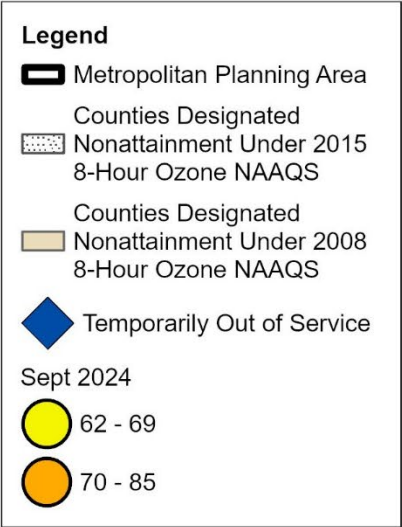 Legend
Metropolitan Planning Area
Counties Designated
Nonattainment Under 2015
8-Hour Ozone NAAQS
Counties Designated
Nonattainment Under 2008
8-Hour Ozone NAAQS
Temporarily Out of Service
Sept 2024
62 - 69
70 - 85